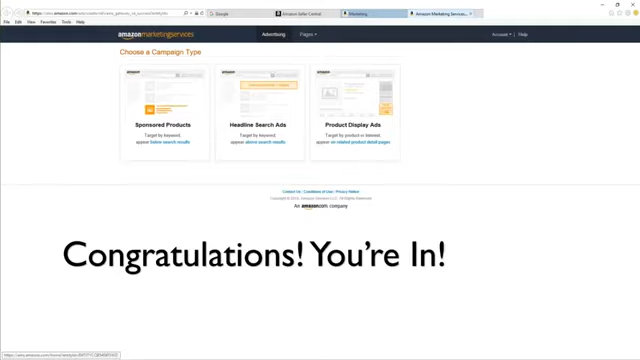 Google
Amazon Seller Central
Marketing
Amazon Marketing Services...
File Edit View Favorites Tools Help
amazonmarketingservices
Advertising
Pages
Account
Help
Choose a Campaign Type
Sponsored Products
Target by keyword,
appear below search results
Headline Search Ads
Target by keyword,
appear above search results
Product Display Ads
Target by product or interest,
appear on related product detail pages
Contact Us Conditions of Use Privacy Notice
An amazon.com company
Congratulations! You're In!